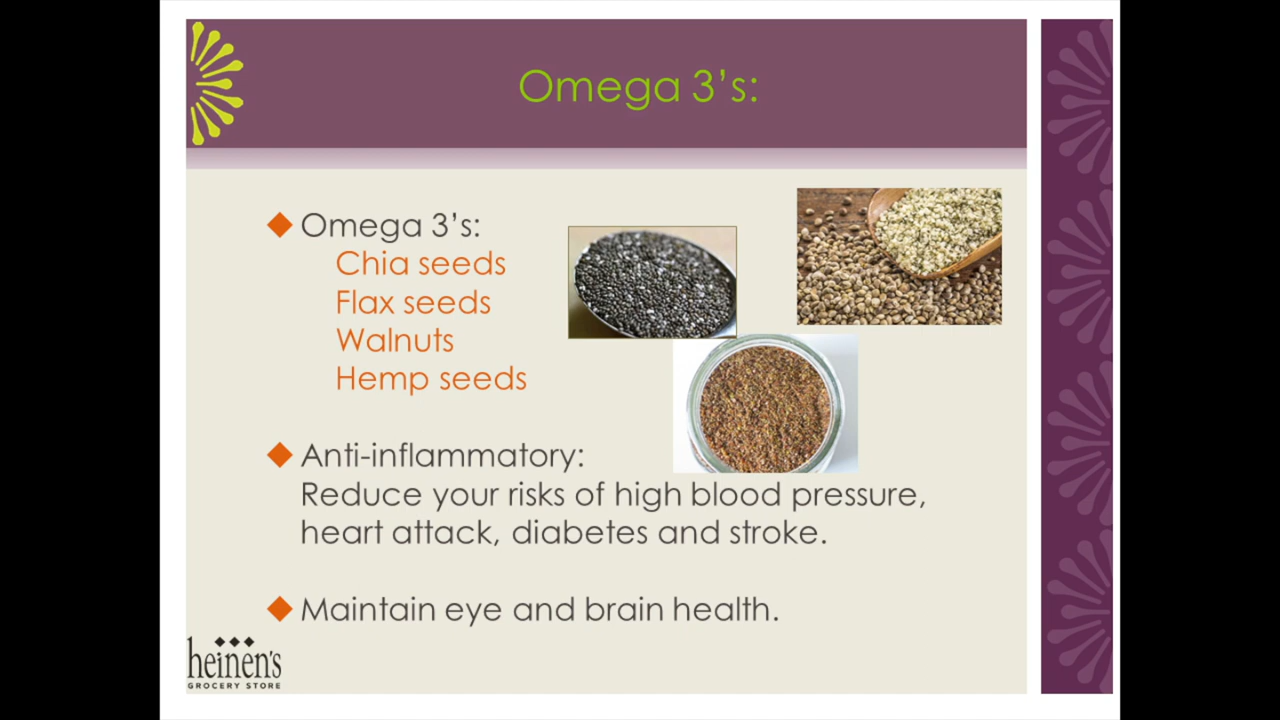 Omega 3’s:
Omega 3’s:
Chia seeds
Flax seeds
Walnuts
Hemp seeds
Anti-inflammatory:
Reduce your risks of high blood pressure,
heart attack, diabetes and stroke.
Maintain eye and brain health.
heinen's
GROCERY STORE